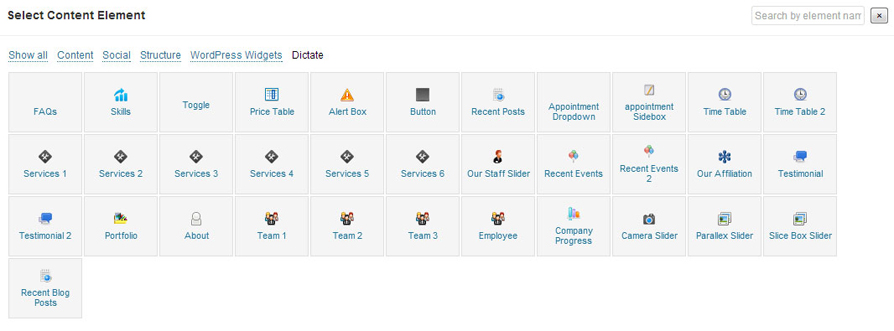 Select Content Element
Search by element nam
Show all Content Social Structure WordPress Widgets Dictate
FAQs
Skills
Toggle
Price Table
Alert Box
Button
Recent Posts
Appointment
Dropdown
appointment
Sidebox
Time Table
Time Table 2
Services 1
Services 2
Services 3
Services 4
Services 5
Services 6
Our Staff Slider
Recent Events
Recent Events
2
Our Affiliation
Testimonial
Testimonial 2
Portfolio
About
Team 1
Team 2
Team 3
Employee
Company
Progress
Camera Slider
Parallex Slider
Slice Box Slider
Recent Blog
Posts